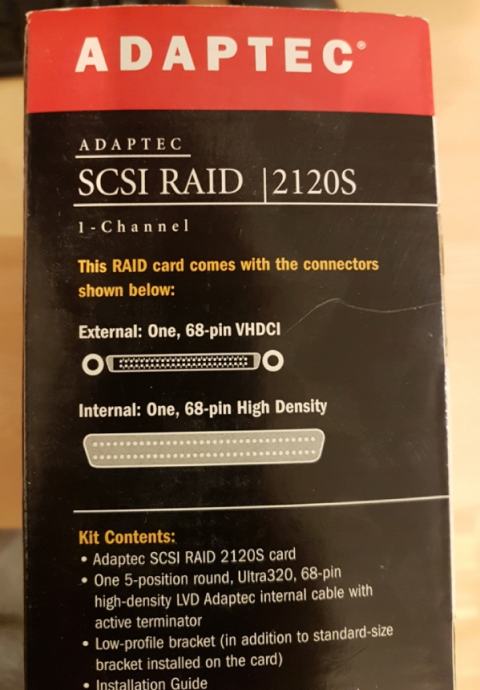 ADAPTEC®
ADAPTEC
SCSI RAID | 2120S
1-Channel
This RAID card comes with the connectors
shown below:
External: One, 68-pin VHDCI
Internal: One, 68-pin High Density
Kit Contents:
• Adaptec SCSI RAID 2120S card
• One 5-position round, Ultra320, 68-pin
high-density LVD Adaptec internal cable with
active terminator
• Low-profile bracket (in addition to standard-size
bracket installed on the card)
• Installation Guide